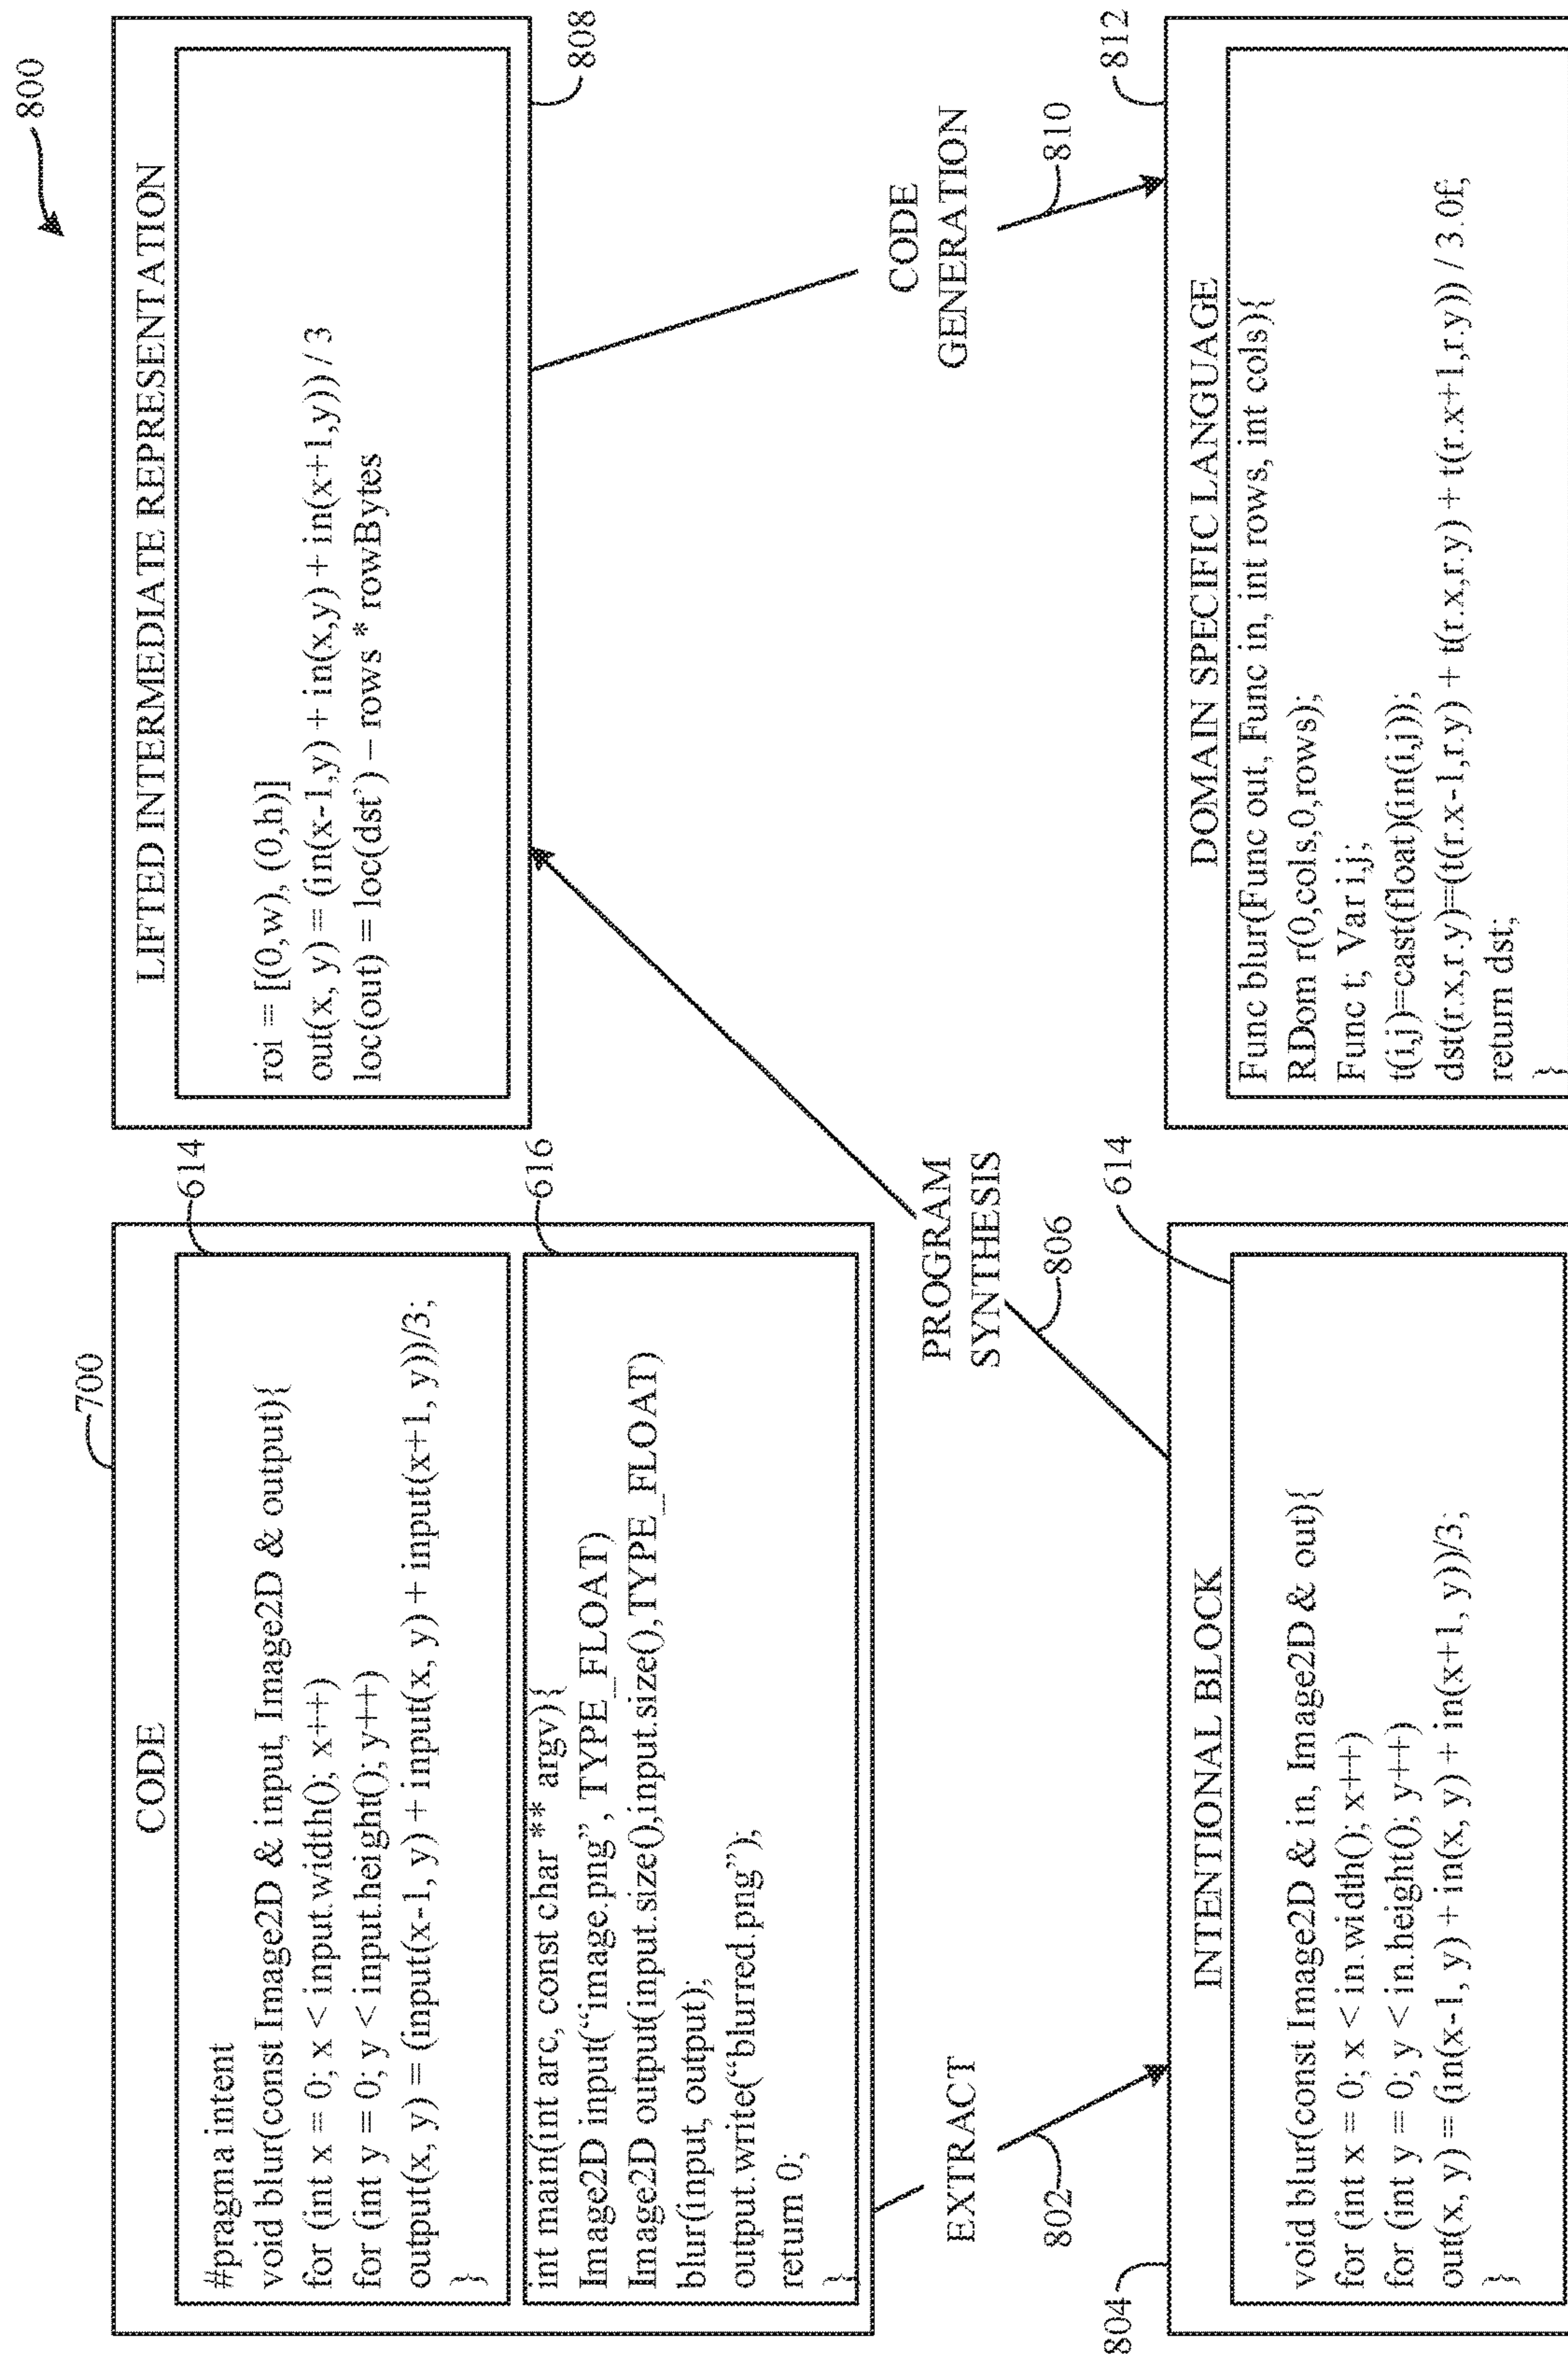 800
700
CODE
614
#pragma intent
void blur(const Image2D & input, Image2D & output){
for (int x = 0; x < input.width(); x++)
for (int y = 0; y < input.height(); y++)
output(x, y) = (input(x-1, y) + input(x, y) + input(x+1, y))/3;
}
616
int main(int arc, const char ** argv){
Image2D input(“image.png”, TYPE_FLOAT)
Image2D output(input.size(),input.size(),TYPE_FLOAT)
blur(input, output);
output.write(“blurred.png”);
return 0;
}
LIFTED INTERMEDIATE REPRESENTATION
roi = [(0,w), (0,h)]
out(x, y) = (in(x-1,y) + in(x,y) + in(x+1,y)) / 3
loc(out) = loc(dst`) – rows * rowBytes
808
EXTRACT
802
PROGRAM
SYNTHESIS
806
CODE
GENERATION
810
804
INTENTIONAL BLOCK
614
void blur(const Image2D & in, Image2D & out){
for (int x = 0; x < in.width(); x++)
for (int y = 0; y < in.height(); y++)
out(x, y) = (in(x-1, y) + in(x, y) + in(x+1, y))/3;
}
812
DOMAIN SPECIFIC LANGUAGE
Func blur(Func out, Func in, int rows, int cols){
RDom r(0,cols,0,rows);
Func t; Var i,j;
t(i,j)=cast(float)(in(i,j));
dst(r.x,r.y)=(t(r.x-1,r.y) + t(r.x,r.y) + t(r.x+1,r.y)) / 3.0f;
return dst;
}